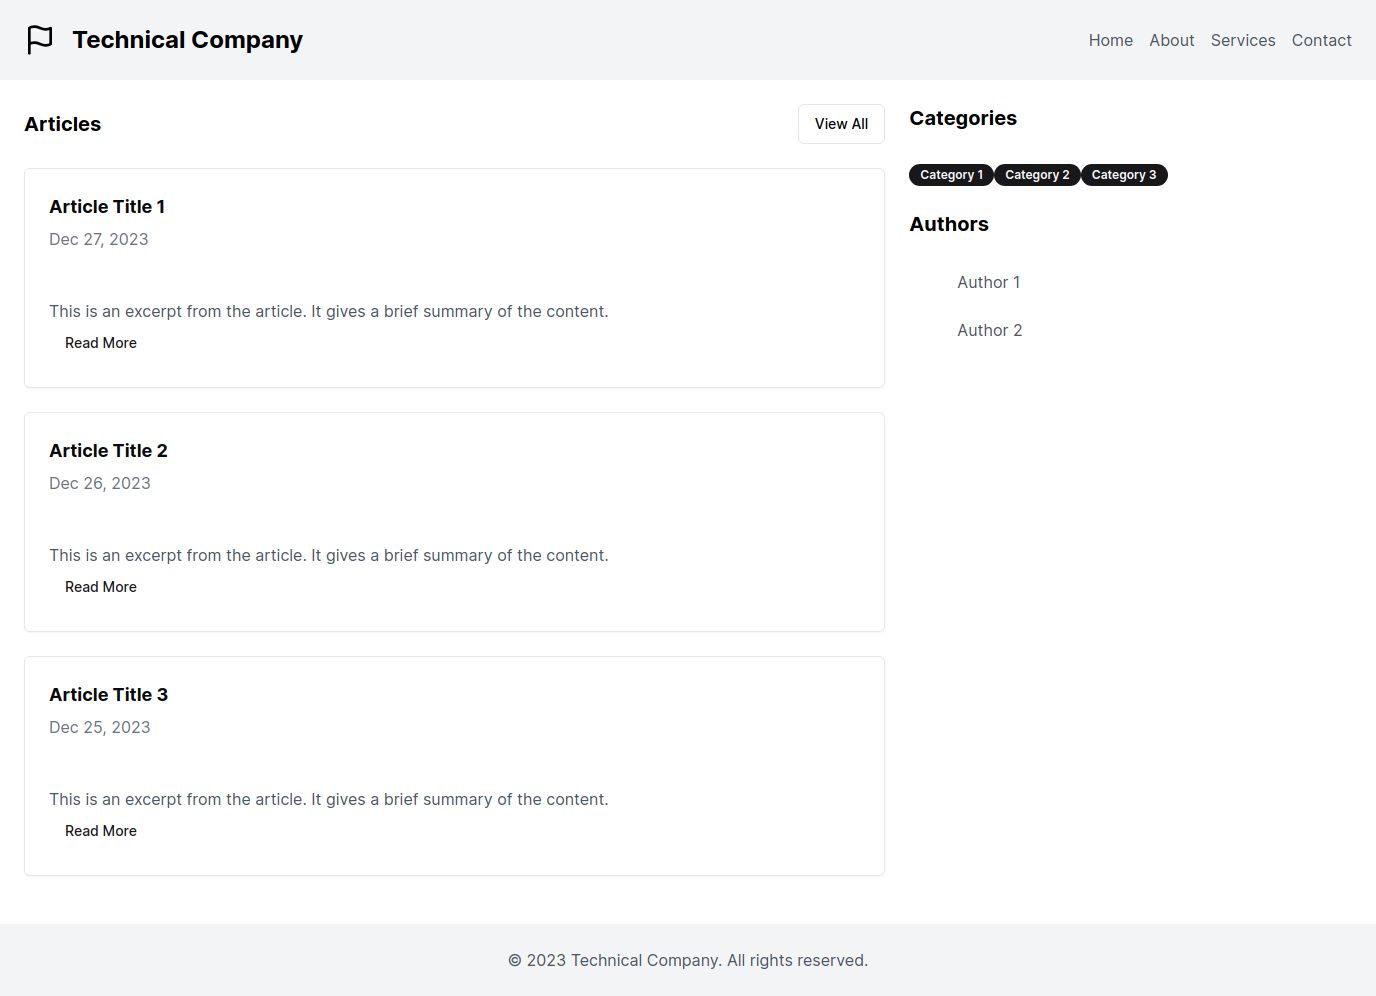 Technical Company
Home About Services Contact
Articles
View All
Article Title 1
Dec 27, 2023
This is an excerpt from the article. It gives a brief summary of the content.
Read More
Article Title 2
Dec 26, 2023
This is an excerpt from the article. It gives a brief summary of the content.
Read More
Article Title 3
Dec 25, 2023
This is an excerpt from the article. It gives a brief summary of the content.
Read More
Categories
Category 1 Category 2 Category 3
Authors
Author 1
Author 2
© 2023 Technical Company. All rights reserved.